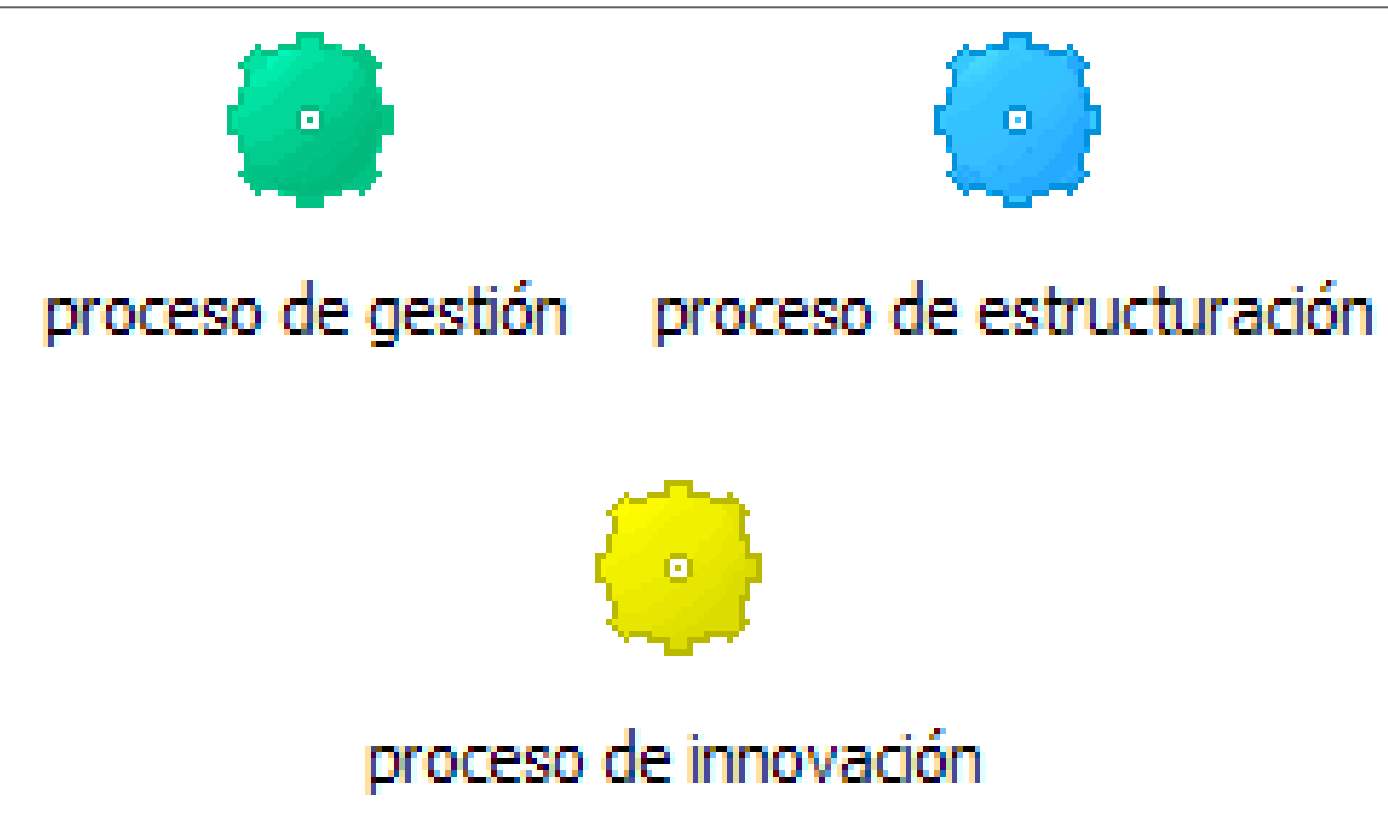 proceso de gestión
proceso de estructuración
proceso de innovación